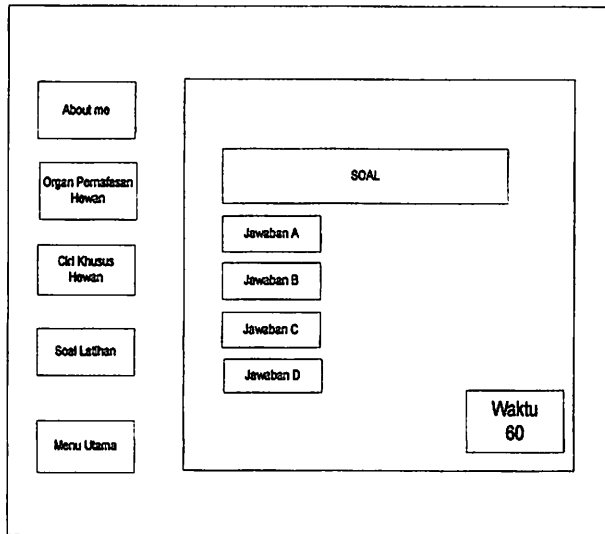 About me
Organ Pernafasan
Hewan
Ciri Khusus
Hewan
Soal Latihan
Menu Utama
SOAL
Jawaban A
Jawaban B
Jawaban C
Jawaban D
Waktu
60